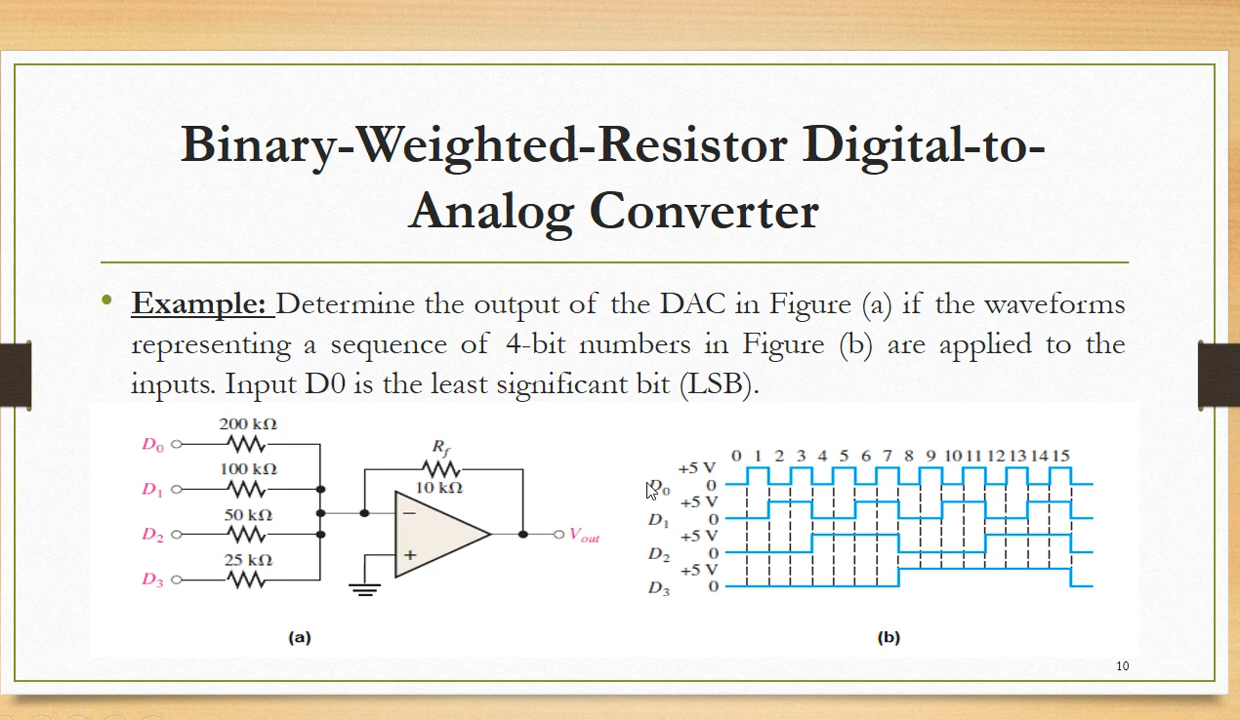 Binary-Weighted-Resistor Digital-to-
Analog Converter
• Example: Determine the output of the DAC in Figure (a) if the waveforms
representing a sequence of 4-bit numbers in Figure (b) are applied to the
inputs. Input D0 is the least significant bit (LSB).
200 kΩ
D0
100 kΩ
D1
50 kΩ
D2
25 kΩ
D3
Rf
10 kΩ
−
+
Vout
(a)
0 1 2 3 4 5 6 7 8 9 10 11 12 13 14 15
+5 V
D0 0
+5 V
D1 0
+5 V
D2 0
+5 V
D3 0
(b)
10